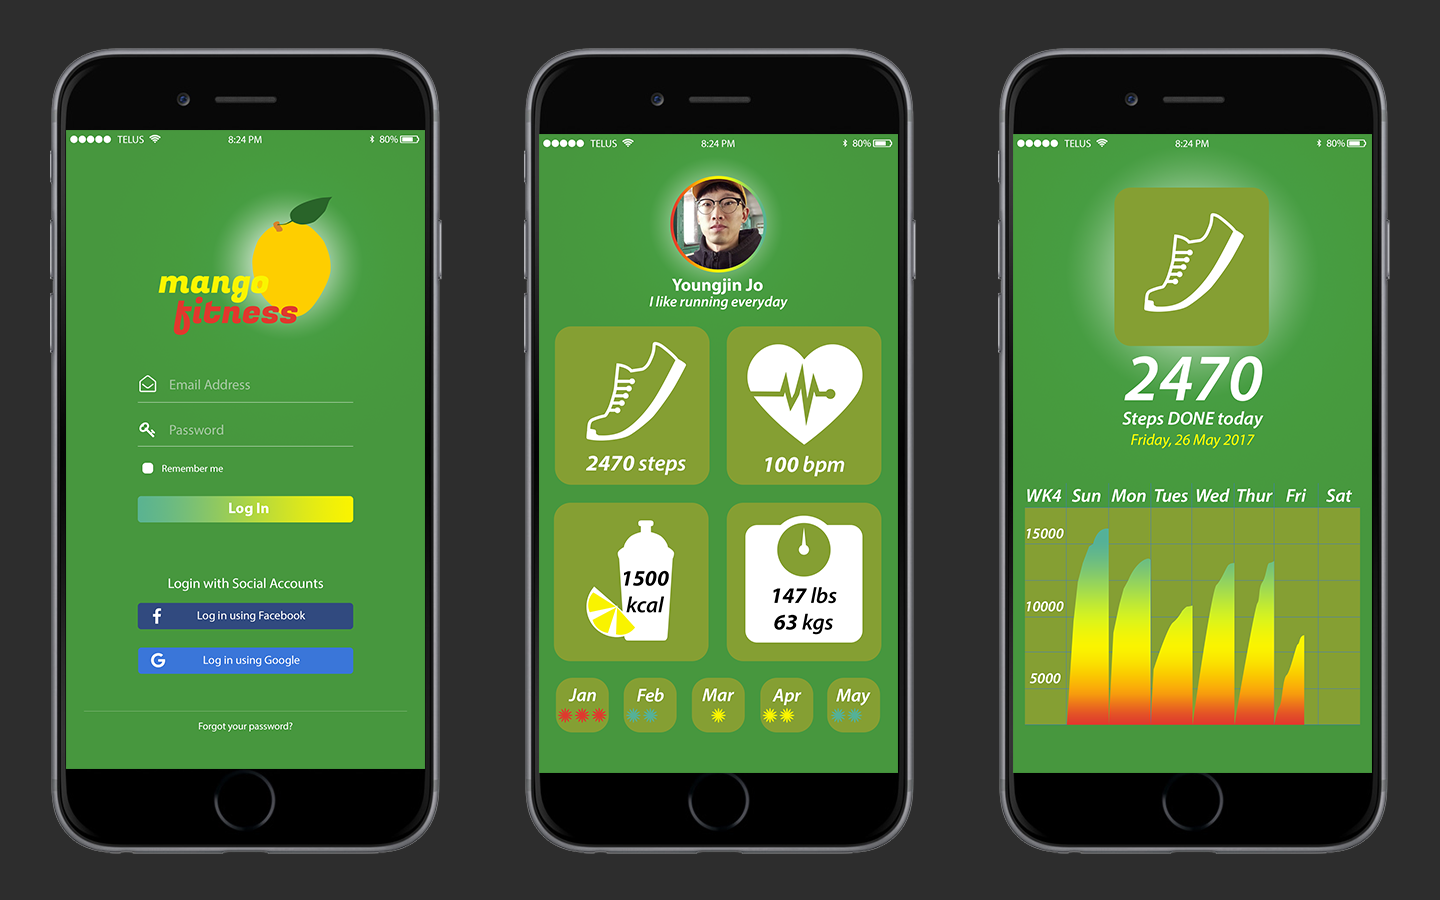 TELUS
8:24 PM
80%
mango
fitness
Email Address
Password
Remember me
Log In
Login with Social Accounts
f Log in using Facebook
G Log in using Google
Forgot your password?
TELUS
8:24 PM
80%
Youngjin Jo
I like running everyday
2470 steps
100 bpm
1500
kcal
147 lbs
63 kgs
Jan
Feb
Mar
Apr
May
TELUS
8:24 PM
80%
2470
Steps DONE today
Friday, 26 May 2017
WK4 Sun Mon Tues Wed Thur Fri Sat
15000
10000
5000